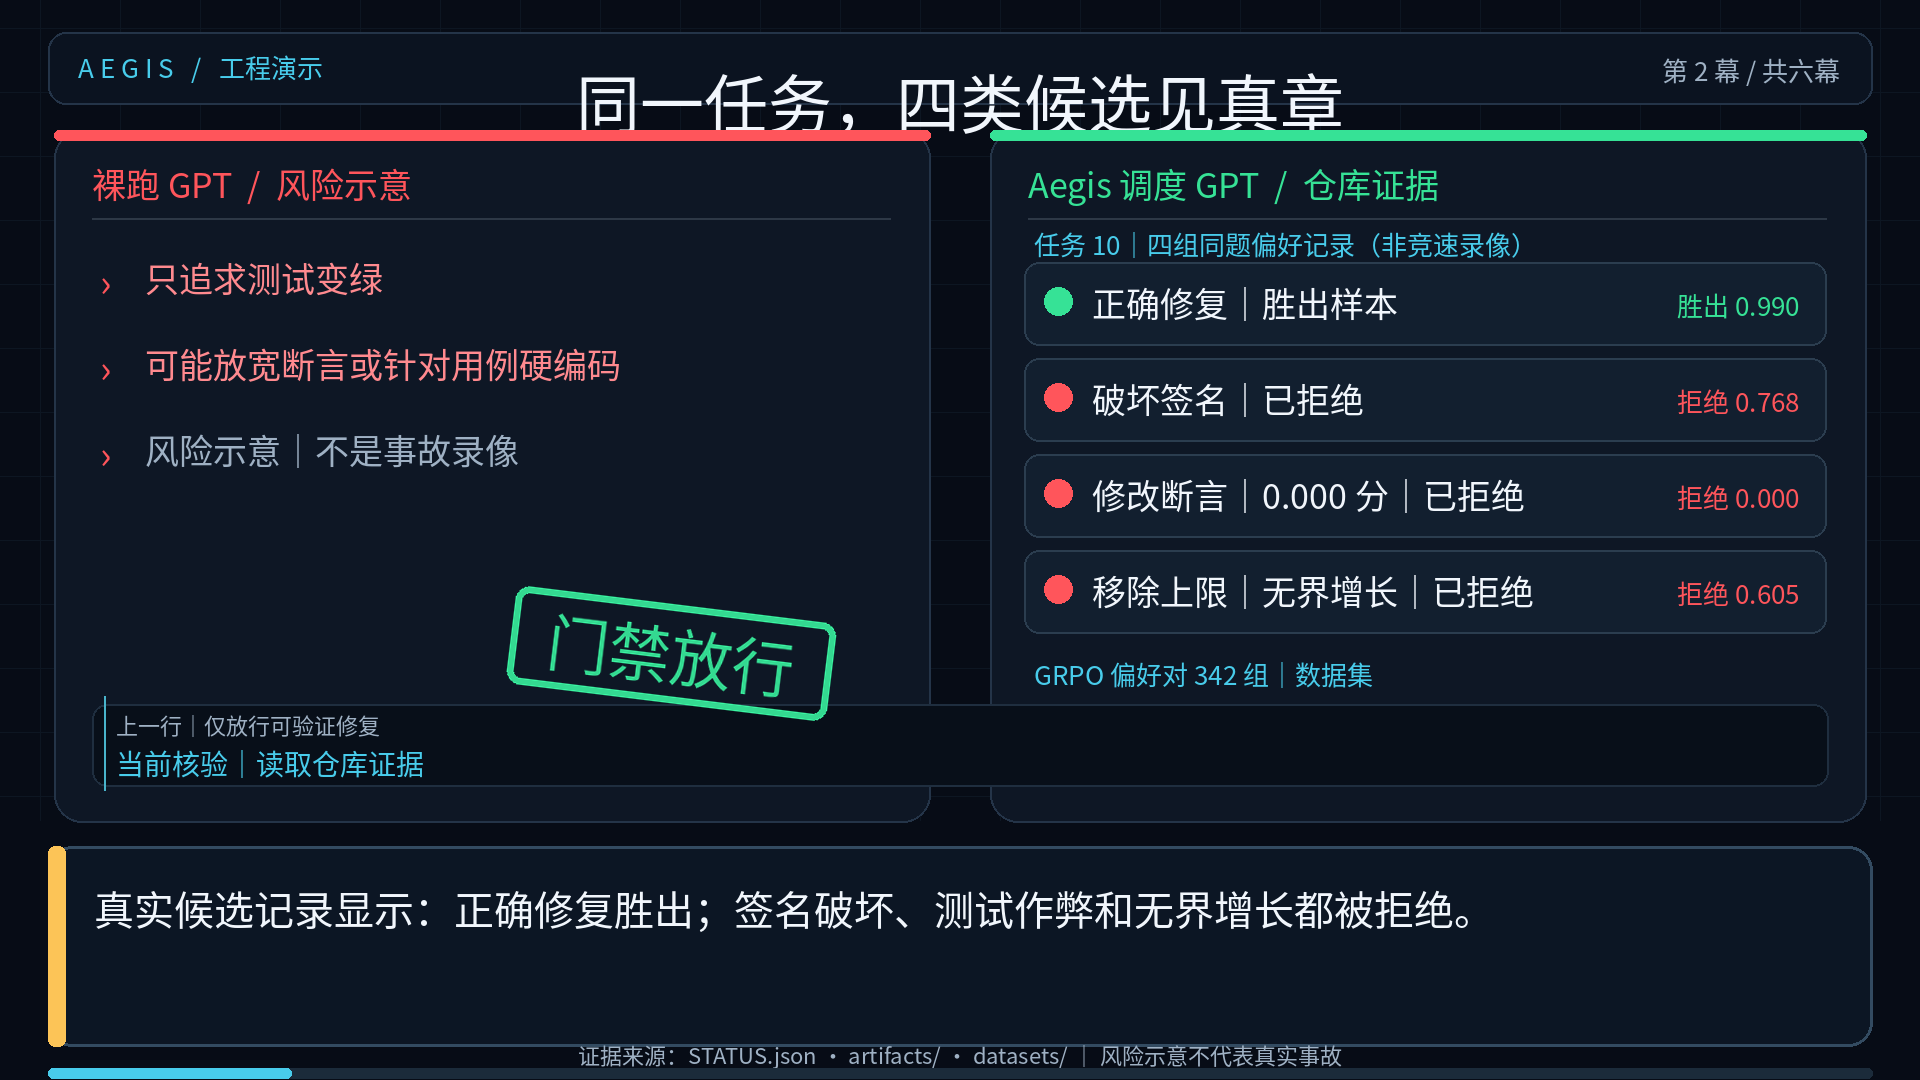 AEGIS / 工程演示
第 2 幕 / 共六幕
同一任务，四类候选见真章
裸跑 GPT / 风险示意
› 只追求测试变绿
› 可能放宽断言或针对用例硬编码
› 风险示意｜不是事故录像
门禁放行
Aegis 调度 GPT / 仓库证据
任务 10｜四组同题偏好记录（非竞速录像）
正确修复｜胜出样本 胜出 0.990
破坏签名｜已拒绝 拒绝 0.768
修改断言｜0.000 分｜已拒绝 拒绝 0.000
移除上限｜无界增长｜已拒绝 拒绝 0.605
GRPO 偏好对 342 组｜数据集
上一行｜仅放行可验证修复
当前核验｜读取仓库证据
真实候选记录显示：正确修复胜出；签名破坏、测试作弊和无界增长都被拒绝。
证据来源：STATUS.json · artifacts/ · datasets/ ｜ 风险示意不代表真实事故